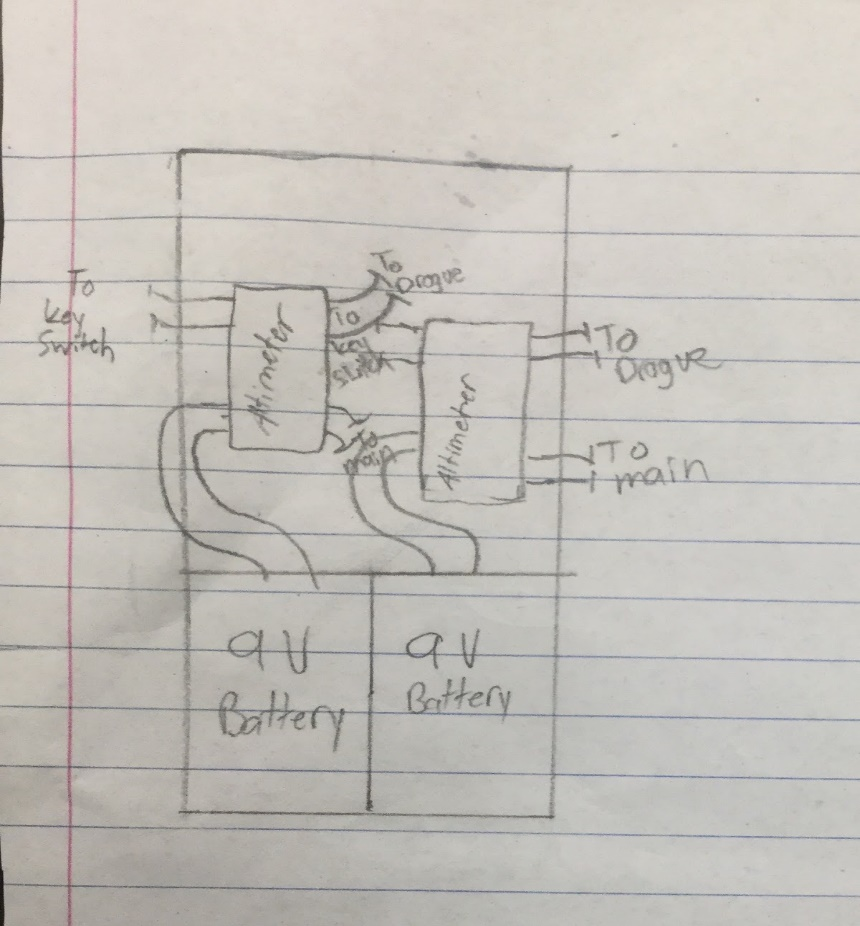 To
Drogue
To
Key
Switch
To
Key
Switch
Altimeter
To
main
Altimeter
To
Drogue
To
main
9V
Battery
9V
Battery